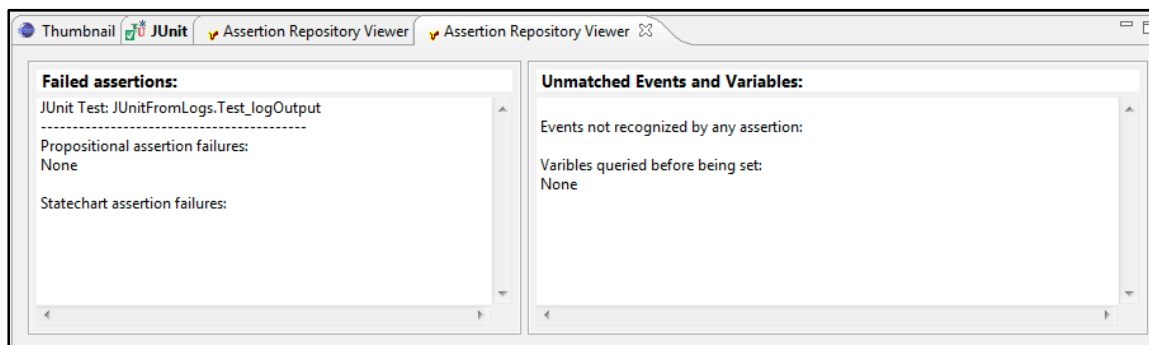 Thumbnail JUnit Assertion Repository Viewer Assertion Repository Viewer
Failed assertions:
JUnit Test: JUnitFromLogs.Test_logOutput
------------------------------------------
Propositional assertion failures:
None
Statechart assertion failures:
Unmatched Events and Variables:
Events not recognized by any assertion:
Varibles queried before being set:
None